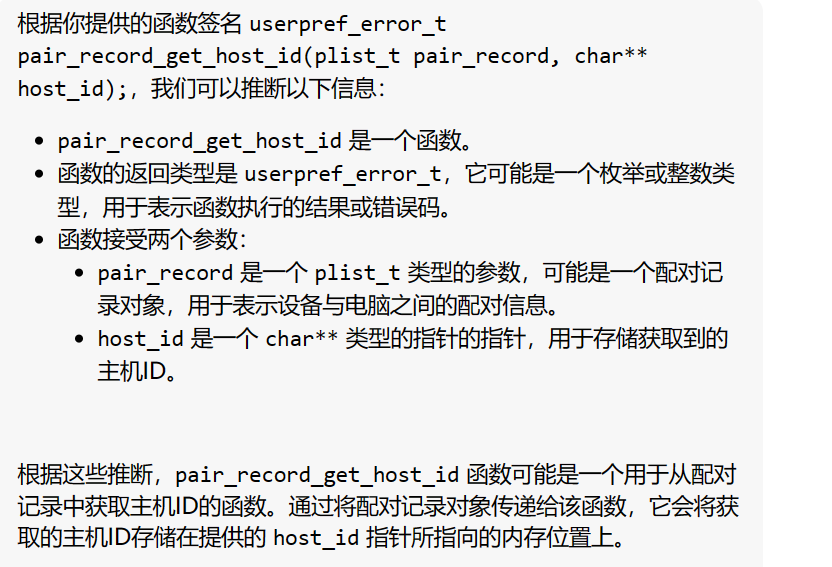 根据你提供的函数签名 userpref_error_t
pair_record_get_host_id(plist_t pair_record, char**
host_id);，我们可以推断以下信息：
• pair_record_get_host_id 是一个函数。
• 函数的返回类型是 userpref_error_t，它可能是一个枚举或整数类
型，用于表示函数执行的结果或错误码。
• 函数接受两个参数：
• pair_record 是一个 plist_t 类型的参数，可能是一个配对记
录对象，用于表示设备与电脑之间的配对信息。
• host_id 是一个 char** 类型的指针的指针，用于存储获取到的
主机ID。
根据这些推断，pair_record_get_host_id 函数可能是一个用于从配对
记录中获取主机ID的函数。通过将配对记录对象传递给该函数，它会将获
取的主机ID存储在提供的 host_id 指针所指向的内存位置上。